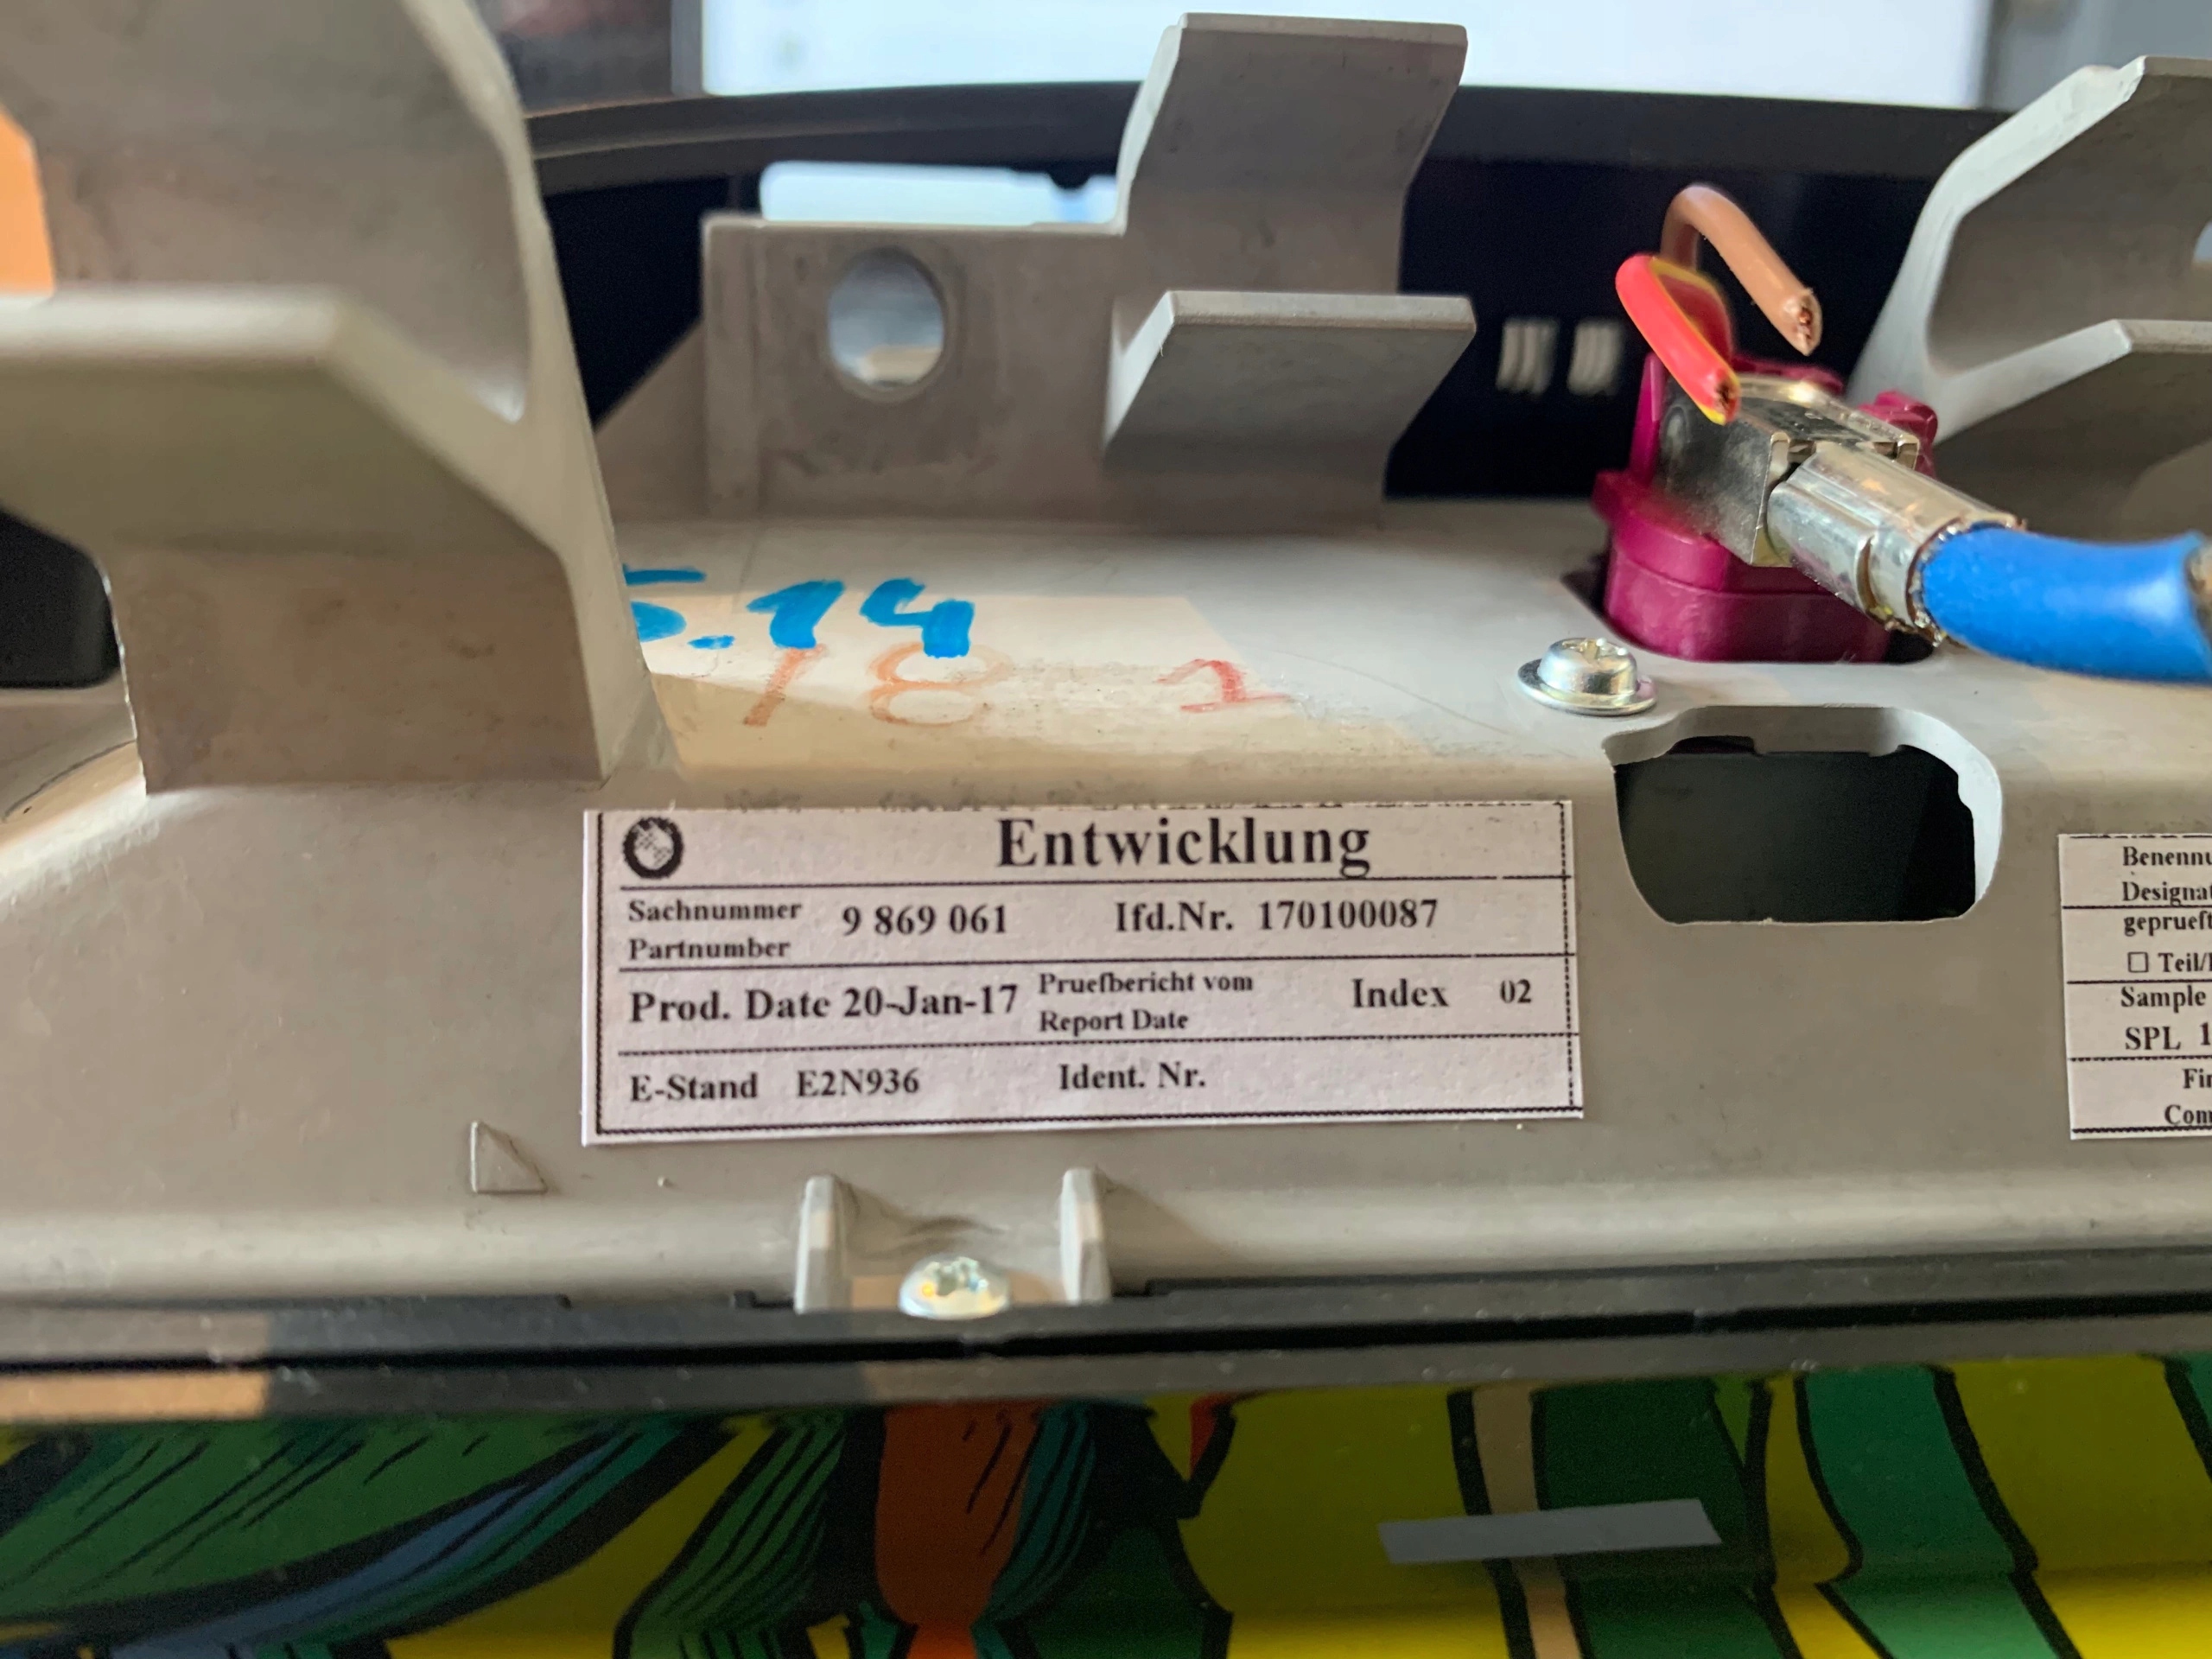 5.14
18 1
Entwicklung
Sachnummer
Partnumber
9 869 061
lfd.Nr. 170100087
Prod. Date 20-Jan-17
Pruefbericht vom
Report Date
Index 02
E-Stand E2N936
Ident. Nr.
Benennu
Designat
geprueft
☐ Teil/
Sample
SPL 1
Fir
Com